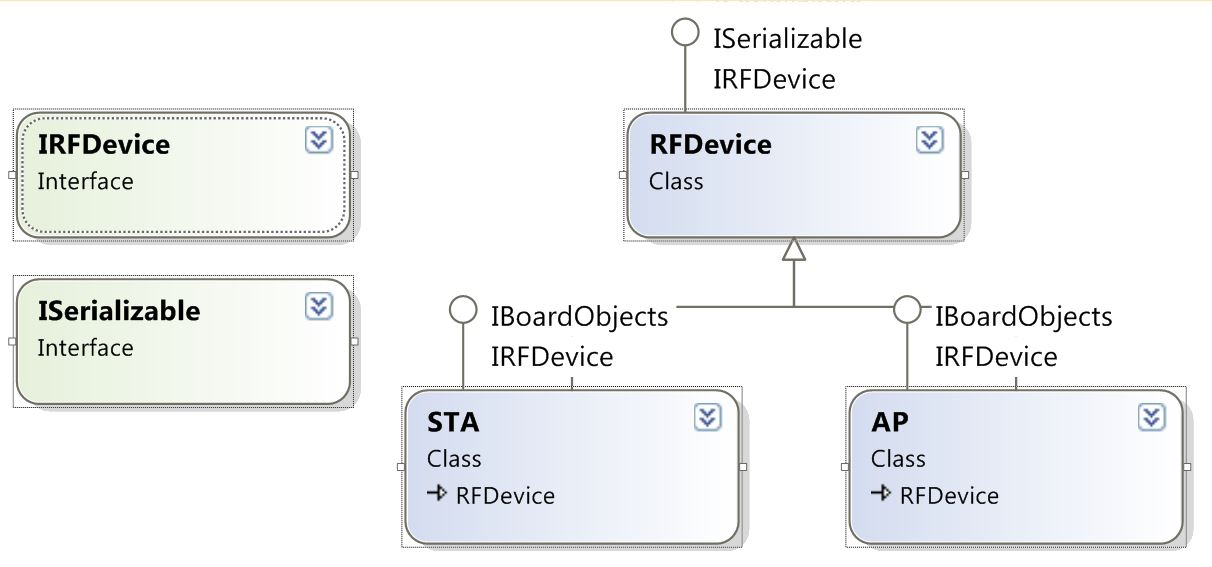 ISerializable
IRFDevice
IRFDevice
Interface
RFDevice
Class
ISerializable
Interface
IBoardObjects
IRFDevice
IBoardObjects
IRFDevice
STA
Class
RFDevice
AP
Class
RFDevice